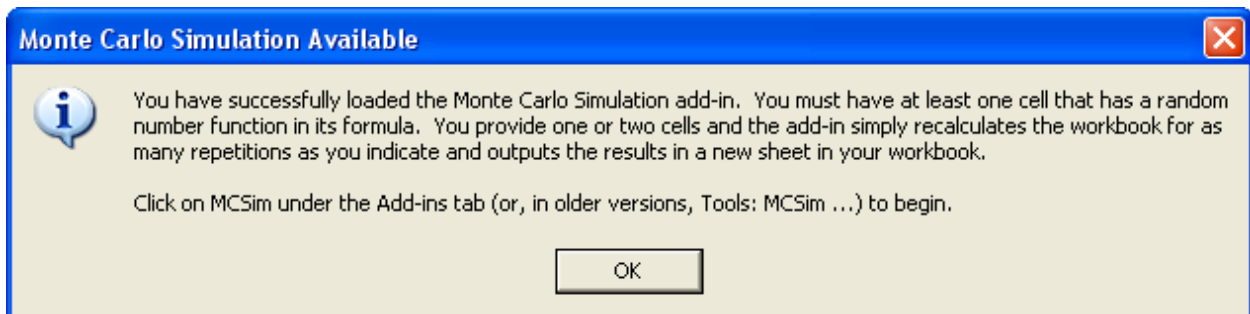 Monte Carlo Simulation Available
You have successfully loaded the Monte Carlo Simulation add-in.  You must have at least one cell that has a random
number function in its formula.  You provide one or two cells and the add-in simply recalculates the workbook for as
many repetitions as you indicate and outputs the results in a new sheet in your workbook.
Click on MCSim under the Add-ins tab (or, in older versions, Tools: MCSim ...) to begin.
OK